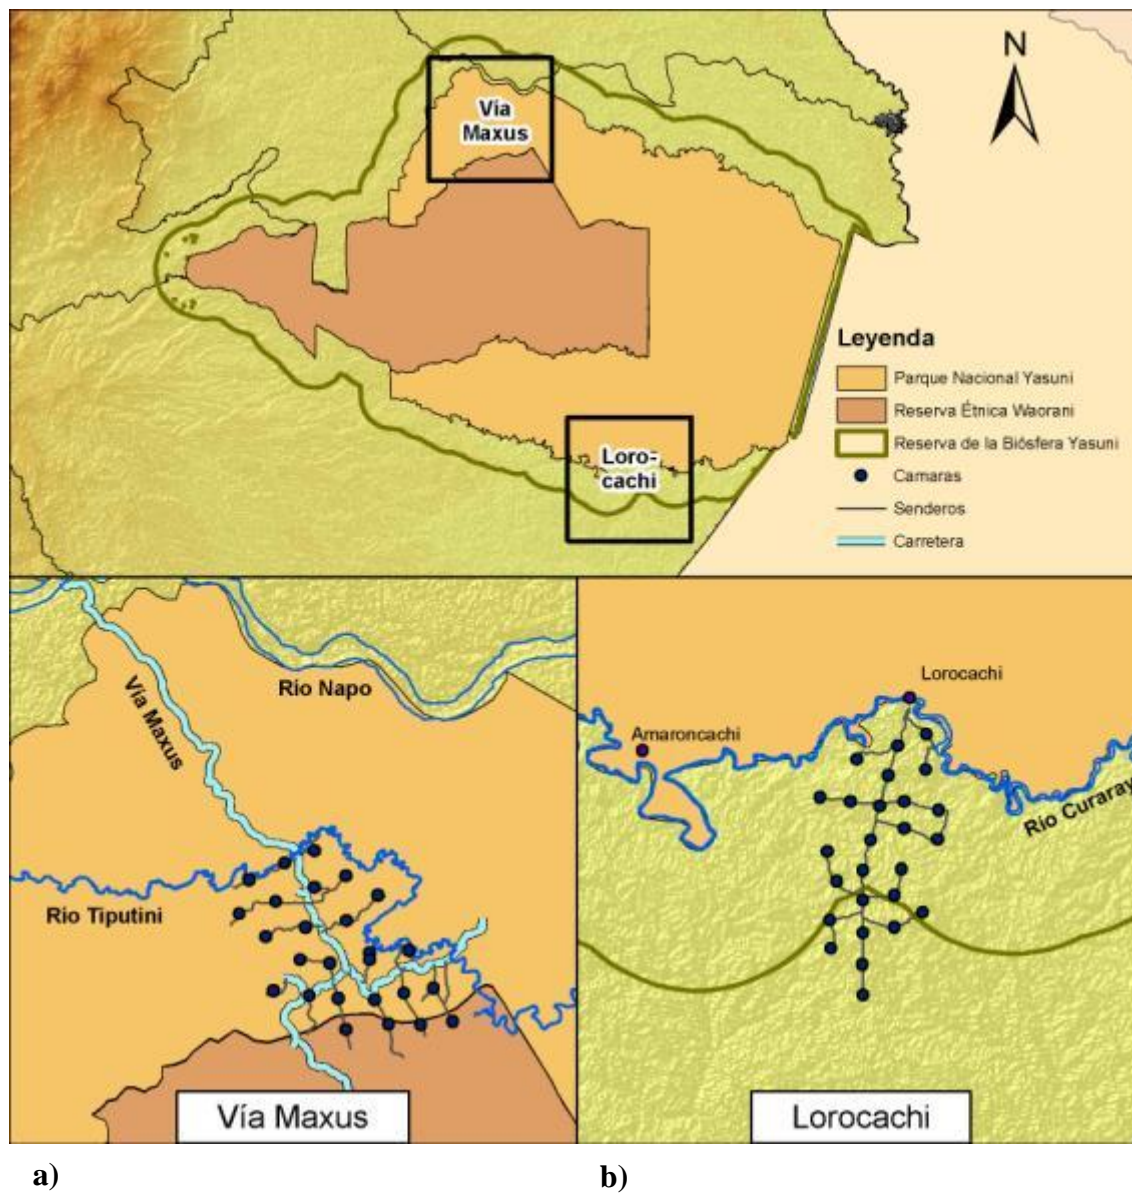 N
Vía
Maxus
Loro-
cachi
Leyenda
Parque Nacional Yasuni
Reserva Étnica Waorani
Reserva de la Biósfera Yasuni
Camaras
Senderos
Carretera
Río Napo
Vía Maxus
Río Tiputini
Vía Maxus
Lorocachi
Amaroncachi
Río Curaray
Lorocachi
a)
b)